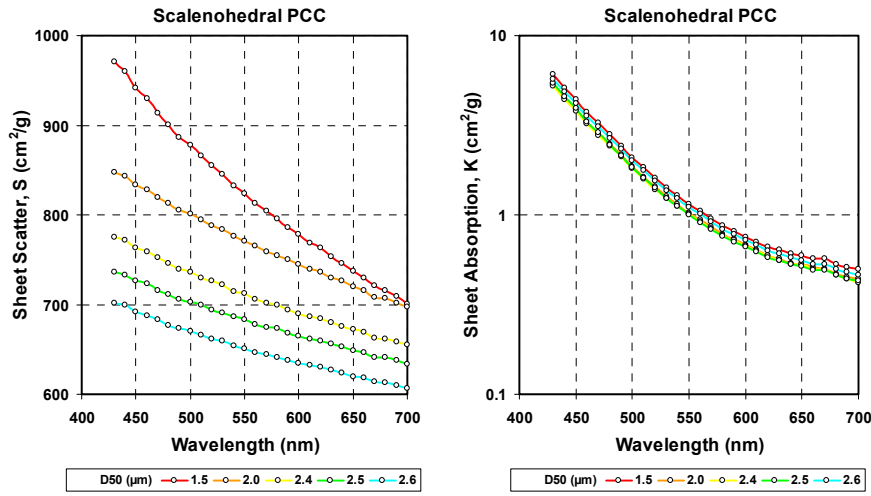 Scalenohedral PCC
1000
900
800
700
600
Sheet Scatter, S (cm²/g)
400 450 500 550 600 650 700
Wavelength (nm)
D50 (µm) 1.5 2.0 2.4 2.5 2.6
Scalenohedral PCC
10
1
0.1
Sheet Absorption, K (cm²/g)
400 450 500 550 600 650 700
Wavelength (nm)
D50 (µm) 1.5 2.0 2.4 2.5 2.6